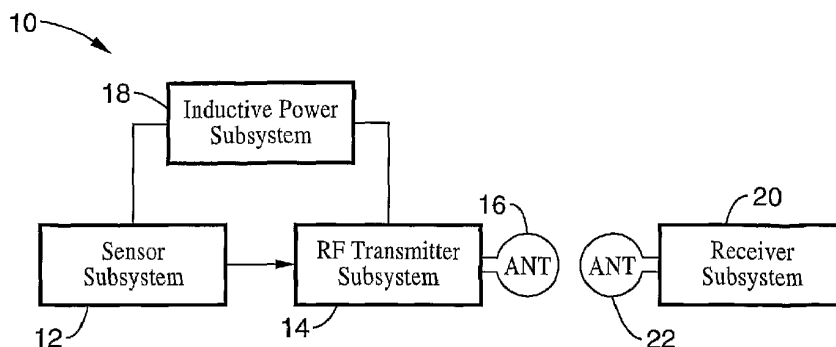 10
18
Inductive Power
Subsystem
16
20
Sensor
Subsystem
RF Transmitter
Subsystem
ANT
ANT
Receiver
Subsystem
12
14
22